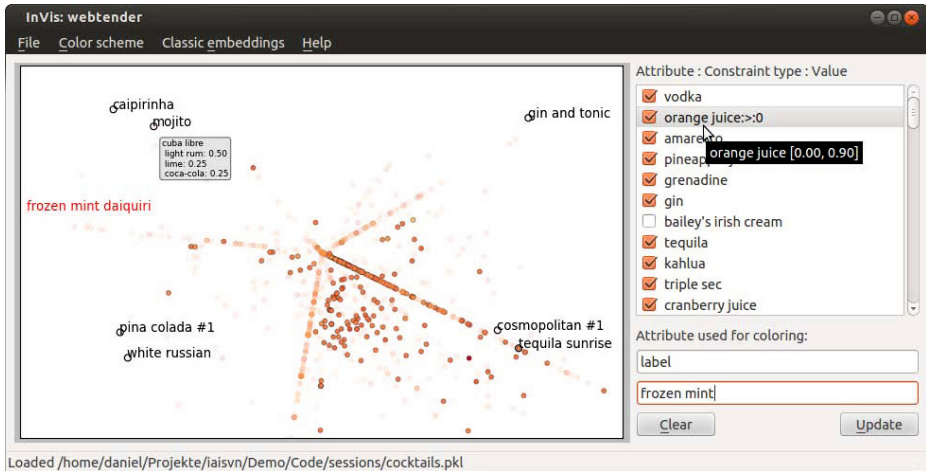 InVis: webtender
File Color scheme Classic embeddings Help
caipirinha
mojito
gin and tonic
cuba libre
light rum: 0.50
lime: 0.25
coca-cola: 0.25
frozen mint daiquiri
pina colada #1
white russian
cosmopolitan #1
tequila sunrise
Attribute : Constraint type : Value
vodka
orange juice:>:0
orange juice [0.00, 0.90]
grenadine
gin
bailey's irish cream
tequila
kahlua
triple sec
cranberry juice
Attribute used for coloring:
label
frozen mint
Clear Update
Loaded /home/daniel/Projekte/iaisvn/Demo/Code/sessions/cocktails.pkl